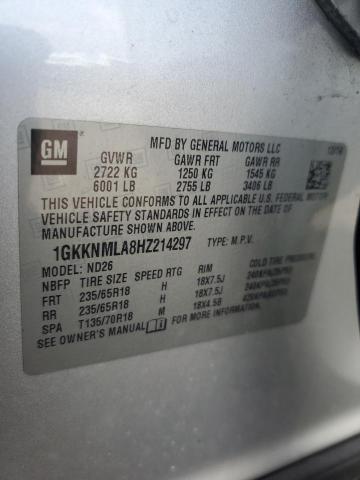 GM
MFD BY GENERAL MOTORS LLC
GVWR GAWR FRT GAWR RR
2722 KG 1250 KG 1545 KG
6001 LB 2755 LB 3406 LB
THIS VEHICLE CONFORMS TO ALL APPLICABLE U.S. FEDERAL MOTOR
VEHICLE SAFETY AND THEFT PREVENTION STANDARDS IN EFFECT ON THE DATE OF
MANUFACTURE SHOWN ABOVE.
1GKKNMLA8HZ214297 TYPE: M.P.V.
MODEL: ND26
NBFP TIRE SIZE SPEED RTG RIM
FRT 235/65R18 H 18X7.5J
RR 235/65R18 H 18X7.5J
SPA T135/70R18 M 18X4.5B
SEE OWNER'S MANUAL FOR MORE INFORMATION.